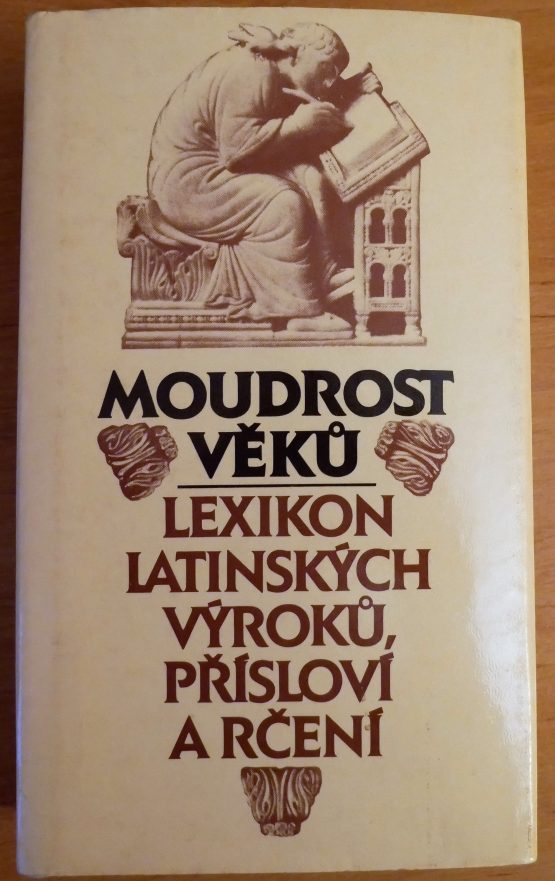 MOUDROST
VĚKŮ
LEXIKON
LATINSKÝCH
VÝROKŮ,
PŘÍSLOVÍ
A RČENÍ